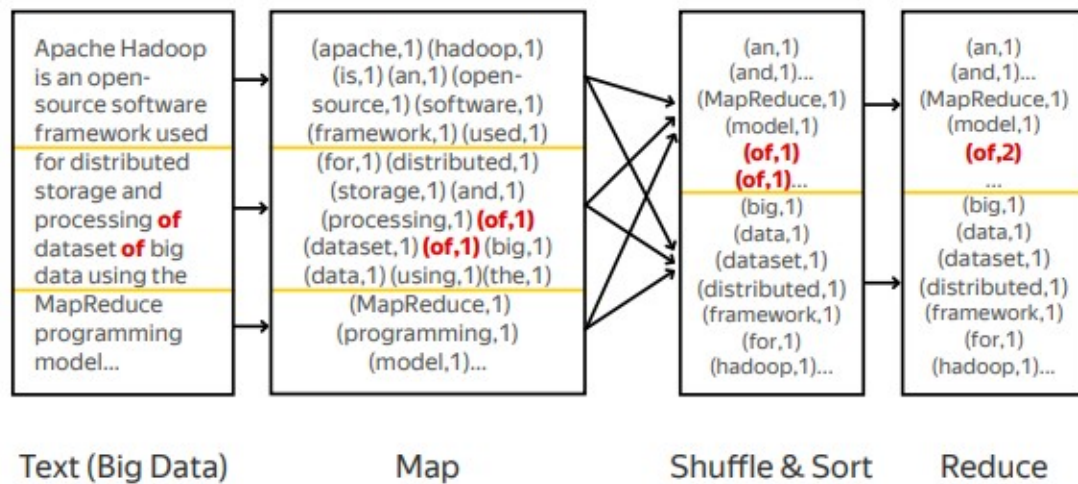 Apache Hadoop
is an open-
source software
framework used
for distributed
storage and
processing of
dataset of big
data using the
MapReduce
programming
model...
(apache,1) (hadoop,1)
(is,1) (an,1) (open-
source,1) (software,1)
(framework,1) (used,1)
(for,1) (distributed,1)
(storage,1) (and,1)
(processing,1) (of,1)
(dataset,1) (of,1) (big,1)
(data,1) (using,1)(the,1)
(MapReduce,1)
(programming,1)
(model,1)...
(an,1)
(and,1)...
(MapReduce,1)
(model,1)
(of,1)
(of,1)...
(big,1)
(data,1)
(dataset,1)
(distributed,1)
(framework,1)
(for,1)
(hadoop,1)...
(an,1)
(and,1)...
(MapReduce,1)
(model,1)
(of,2)
...
(big,1)
(data,1)
(dataset,1)
(distributed,1)
(framework,1)
(for,1)
(hadoop,1)...
Text (Big Data)
Map
Shuffle & Sort
Reduce